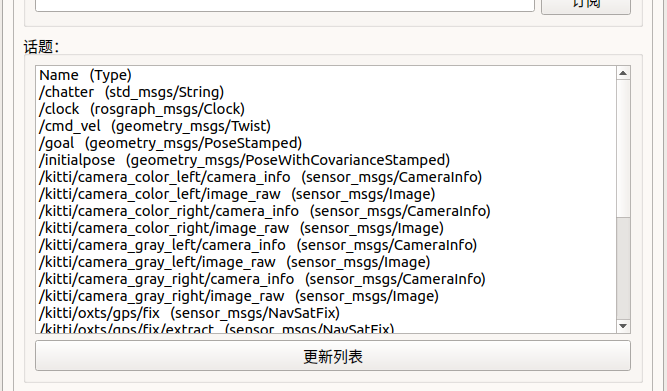 订阅
话题：
Name (Type)
/chatter (std_msgs/String)
/clock (rosgraph_msgs/Clock)
/cmd_vel (geometry_msgs/Twist)
/goal (geometry_msgs/PoseStamped)
/initialpose (geometry_msgs/PoseWithCovarianceStamped)
/kitti/camera_color_left/camera_info (sensor_msgs/CameraInfo)
/kitti/camera_color_left/image_raw (sensor_msgs/Image)
/kitti/camera_color_right/camera_info (sensor_msgs/CameraInfo)
/kitti/camera_color_right/image_raw (sensor_msgs/Image)
/kitti/camera_gray_left/camera_info (sensor_msgs/CameraInfo)
/kitti/camera_gray_left/image_raw (sensor_msgs/Image)
/kitti/camera_gray_right/camera_info (sensor_msgs/CameraInfo)
/kitti/camera_gray_right/image_raw (sensor_msgs/Image)
/kitti/oxts/gps/fix (sensor_msgs/NavSatFix)
/kitti/oxts/gps/fix/extract (sensor_msgs/NavSatFix)
更新列表